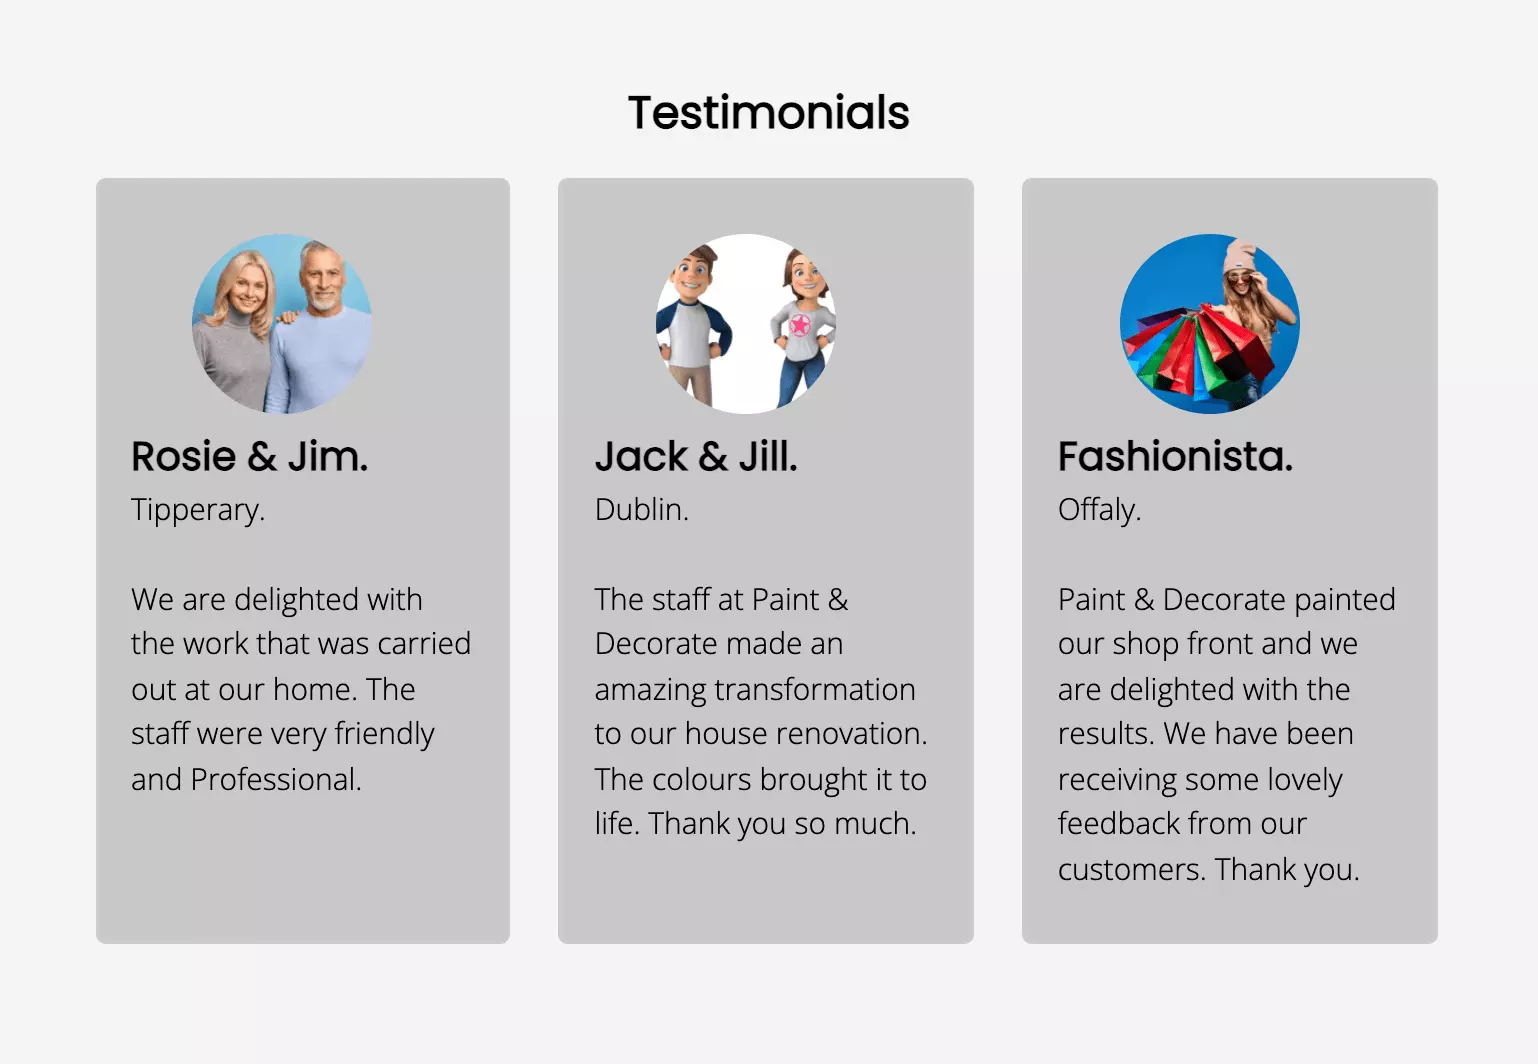 Testimonials
Rosie & Jim.
Tipperary.
We are delighted with
the work that was carried
out at our home. The
staff were very friendly
and Professional.
Jack & Jill.
Dublin.
The staff at Paint &
Decorate made an
amazing transformation
to our house renovation.
The colours brought it to
life. Thank you so much.
Fashionista.
Offaly.
Paint & Decorate painted
our shop front and we
are delighted with the
results. We have been
receiving some lovely
feedback from our
customers. Thank you.